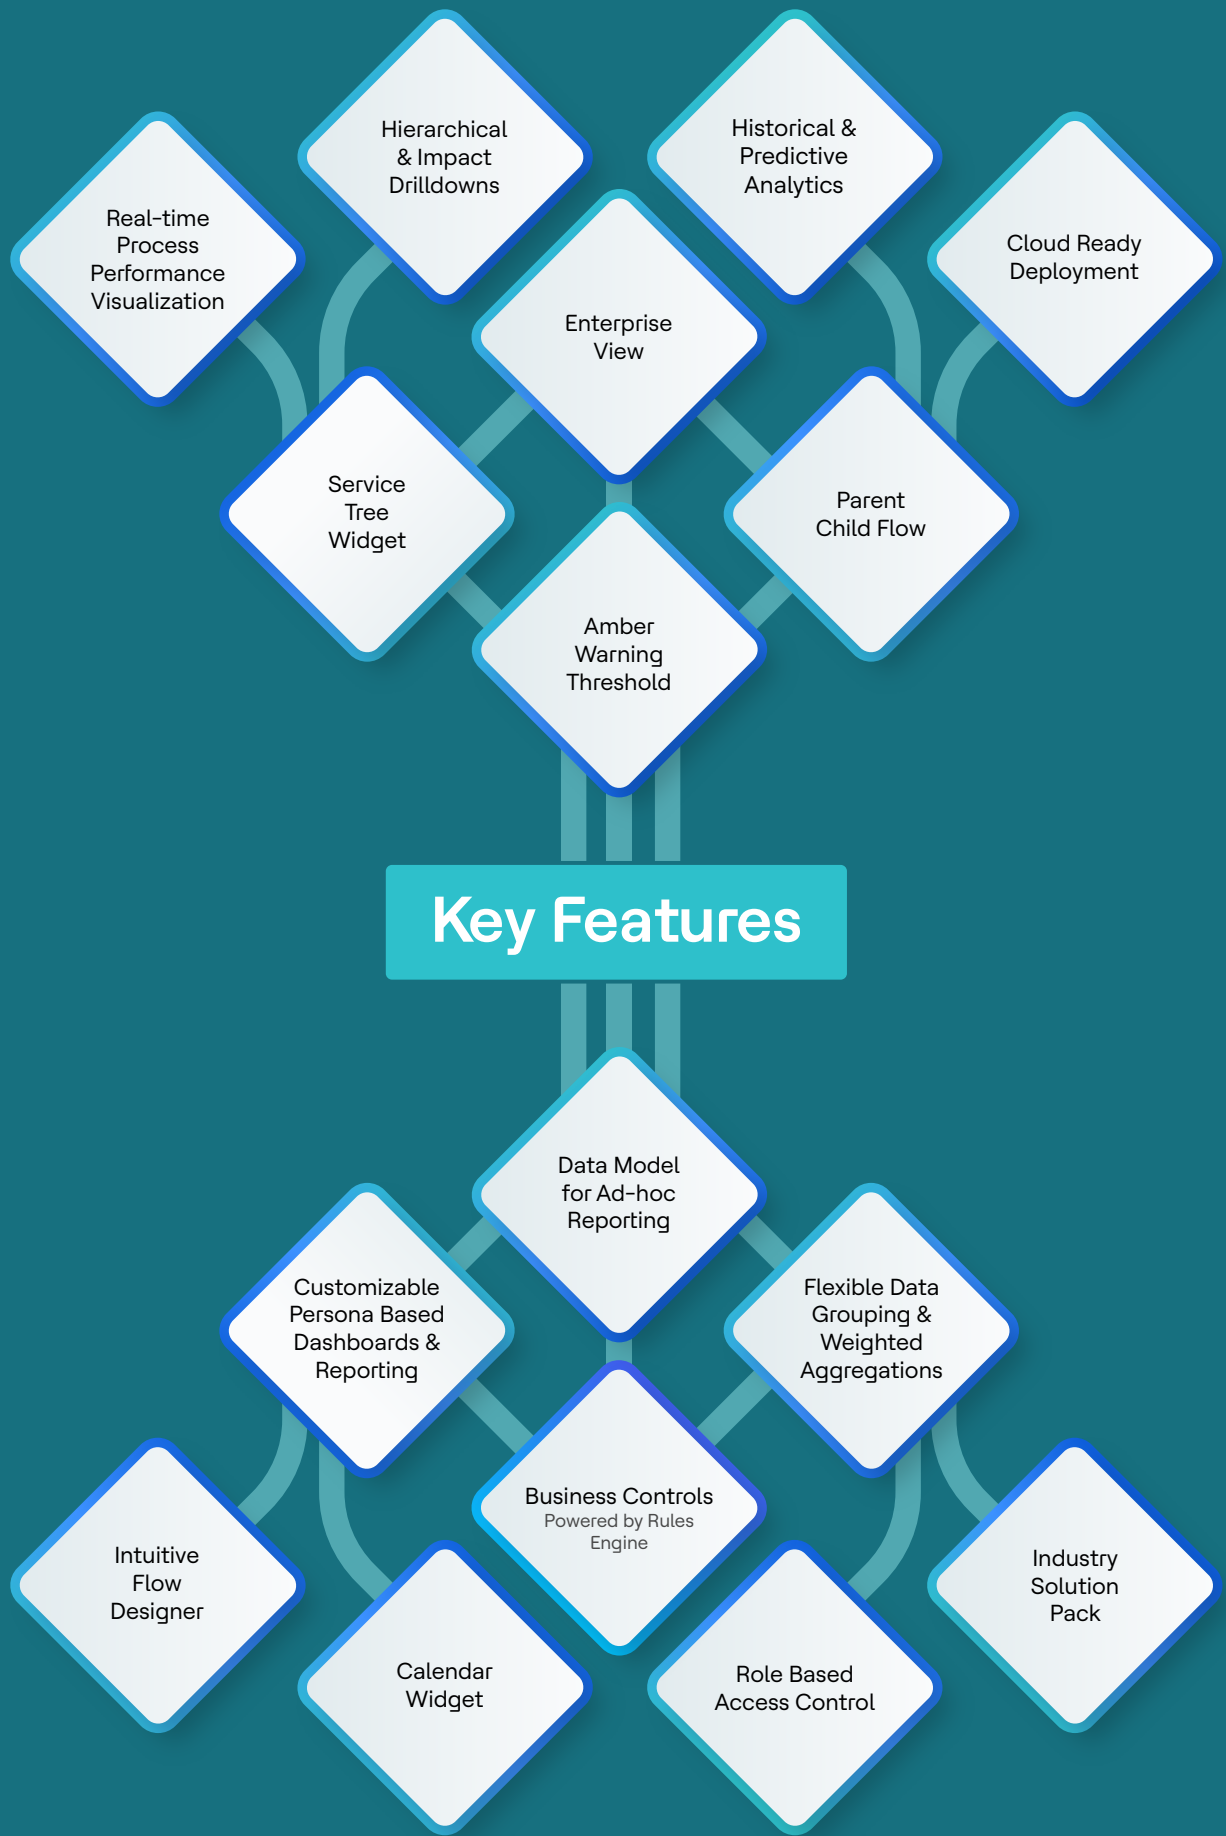 Hierarchical
& Impact
Drilldowns
Historical &
Predictive
Analytics
Real-time
Process
Performance
Visualization
Cloud Ready
Deployment
Enterprise
View
Service
Tree
Widget
Parent
Child Flow
Amber
Warning
Threshold
Key Features
Data Model
for Ad-hoc
Reporting
Customizable
Persona Based
Dashboards &
Reporting
Flexible Data
Grouping &
Weighted
Aggregations
Business Controls
Powered by Rules
Engine
Intuitive
Flow
Designer
Industry
Solution
Pack
Calendar
Widget
Role Based
Access Control